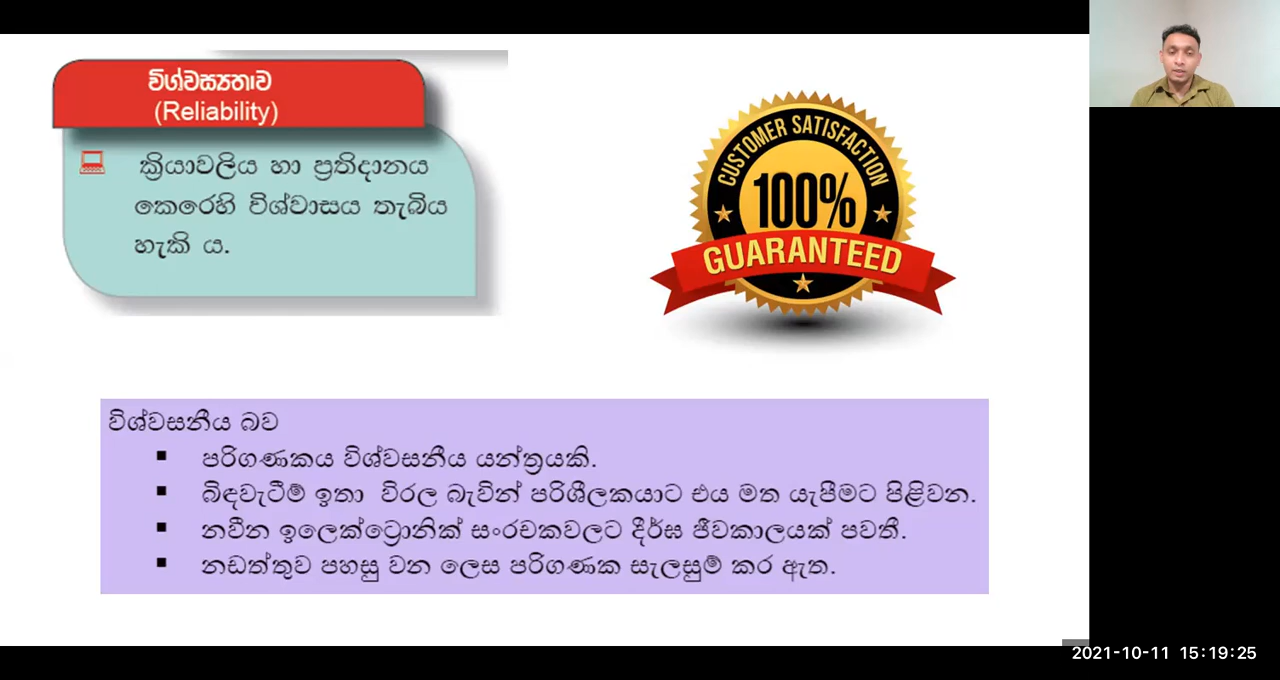 විශ්වස්‍යතාව
(Reliability)
ක්‍රියාවලිය හා ප්‍රතිදානය
කෙරෙහි විශ්වාසය තැබිය
හැකි ය.
CUSTOMER SATISFACTION
100%
GUARANTEED
විශ්වසනීය බව
▪ පරිගණකය විශ්වසනීය යන්ත්‍රයකි.
▪ බිඳවැටීම් ඉතා විරල බැවින් පරිශීලකයාට එය මත යැපීමට පිළිවන.
▪ නවීන ඉලෙක්ට්‍රොනික් සංරචකවලට දීර්ඝ ජීවකාලයක් පවතී.
▪ නඩත්තුව පහසු වන ලෙස පරිගණක සැලසුම් කර ඇත.
2021-10-11 15:19:25